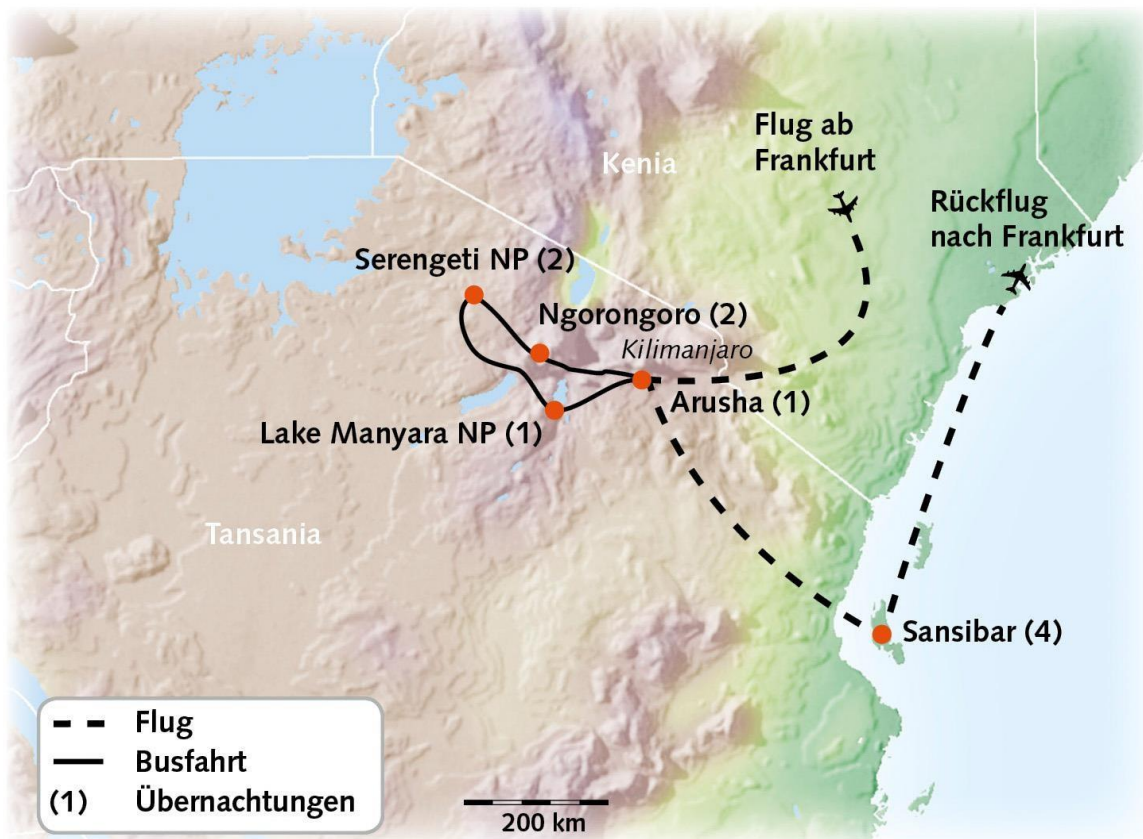 Flug ab
Frankfurt
Kenia
Rückflug
nach Frankfurt
Serengeti NP (2)
Ngorongoro (2)
Kilimanjaro
Arusha (1)
Lake Manyara NP (1)
Tansania
Sansibar (4)
Flug
Busfahrt
(1) Übernachtungen
200 km